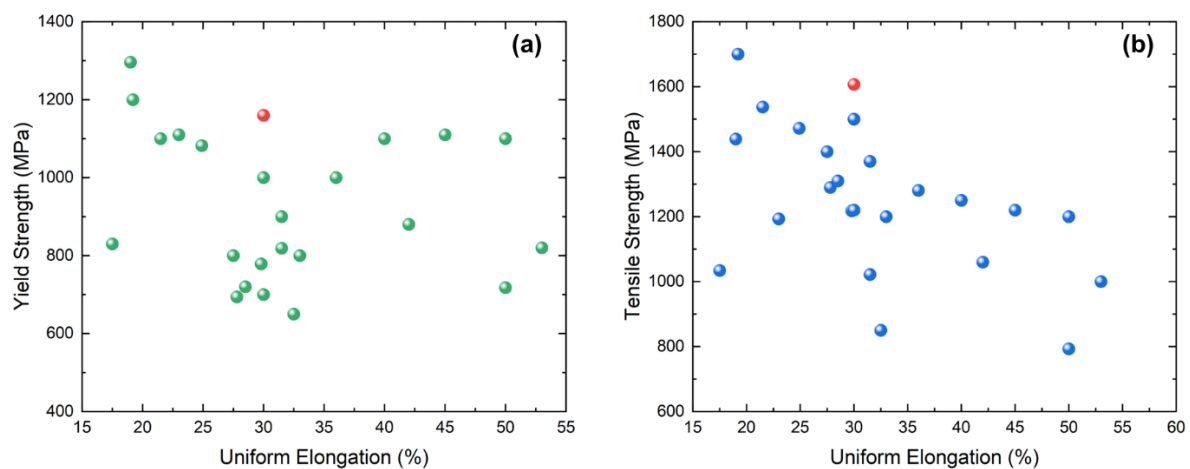 (a)
1400
1200
1000
800
600
400
15 20 25 30 35 40 45 50 55
Yield Strength (MPa)
Uniform Elongation (%)
(b)
1800
1600
1400
1200
1000
800
600
15 20 25 30 35 40 45 50 55 60
Tensile Strength (MPa)
Uniform Elongation (%)